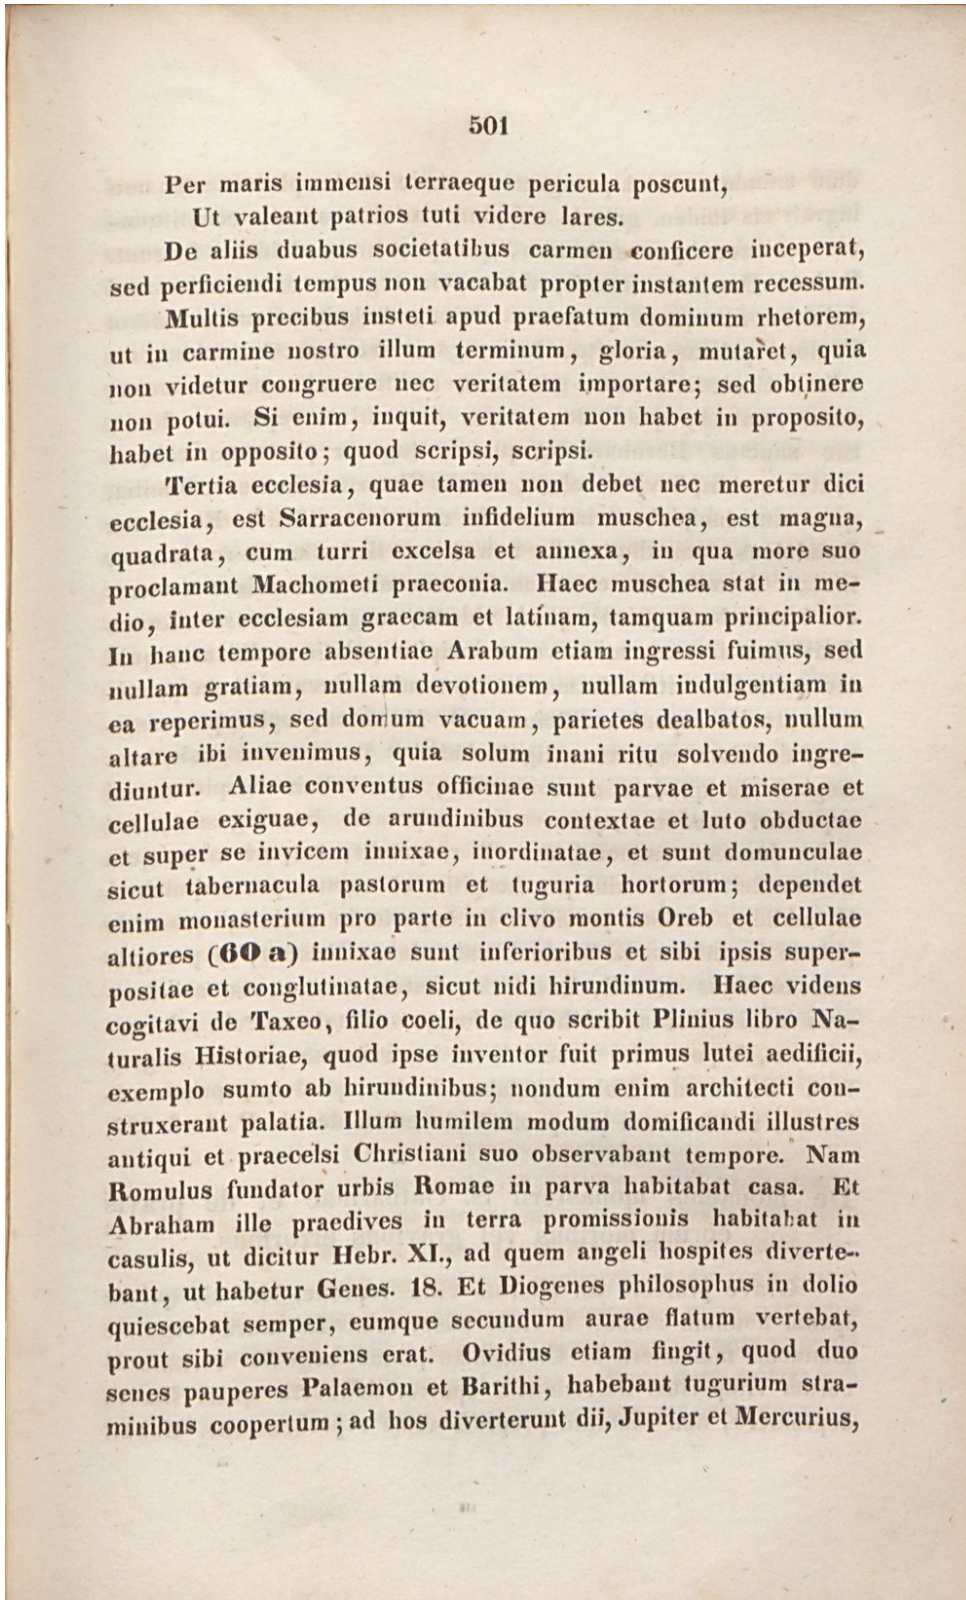 501
Per maris immensi terraeque pericula poscunt,
Ut valeant patrios tuti videre lares.
De aliis duabus societatibus carmen conficere inceperat,
sed perficiendi tempus non vacabat propter instantem recessum.
Multis precibus insteti apud praefatum dominum rhetorem,
ut in carmine nostro illum terminum, gloria, mutaret, quia
non videtur congruere nec veritatem importare; sed obtinere
non potui. Si enim, inquit, veritatem non habet in proposito,
habet in opposito; quod scripsi, scripsi.
Tertia ecclesia, quae tamen non debet nec meretur dici
ecclesia, est Sarracenorum infidelium muschea, est magna,
quadrata, cum turri excelsa et annexa, in qua more suo
proclamant Machometi praeconia. Haec muschea stat in me-
dio, inter ecclesiam graecam et latinam, tamquam principalior.
In hanc tempore absentiae Arabum etiam ingressi fuimus, sed
nullam gratiam, nullam devotionem, nullam indulgentiam in
ea reperimus, sed domum vacuam, parietes dealbatos, nullum
altare ibi invenimus, quia solum inani ritu solvendo ingre-
diuntur. Aliae conventus officinae sunt parvae et miserae et
cellulae exiguae, de arundinibus contextae et luto obductae
et super se invicem innixae, inordinatae, et sunt domunculae
sicut tabernacula pastorum et tuguria hortorum; dependet
enim monasterium pro parte in clivo montis Oreb et cellulae
altiores (60 a) innixae sunt inferioribus et sibi ipsis super-
positae et conglutinatae, sicut nidi hirundinum. Haec videns
cogitavi de Taxeo, filio coeli, de quo scribit Plinius libro Na-
turalis Historiae, quod ipse inventor fuit primus lutei aedificii,
exemplo sumto ab hirundinibus; nondum enim architecti con-
struxerant palatia. Illum humilem modum domificandi illustres
antiqui et praecelsi Christiani suo observabant tempore. Nam
Romulus fundator urbis Romae in parva habitabat casa. Et
Abraham ille praedives in terra promissionis habitabat in
casulis, ut dicitur Hebr. XI., ad quem angeli hospites diverte-
bant, ut habetur Genes. 18. Et Diogenes philosophus in dolio
quiescebat semper, eumque secundum aurae flatum vertebat,
prout sibi conveniens erat. Ovidius etiam fingit, quod duo
senes pauperes Palaemon et Barithi, habebant tugurium stra-
minibus coopertum; ad hos diverterunt dii, Jupiter et Mercurius,